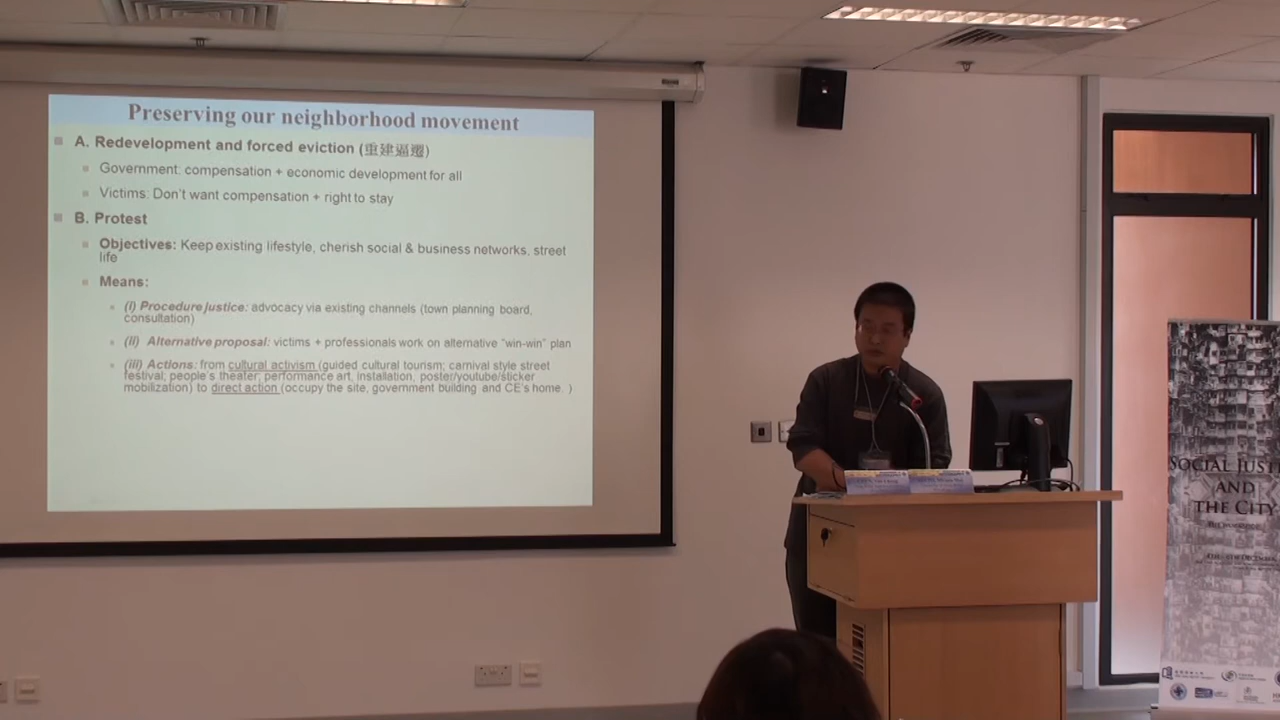 Preserving our neighborhood movement
A. Redevelopment and forced eviction (重建逼遷)
Government: compensation + economic development for all
Victims: Don't want compensation + right to stay
B. Protest
Objectives: Keep existing lifestyle, cherish social & business networks, street
life
Means:
(i) Procedure justice: advocacy via existing channels (town planning board,
consultation)
(ii) Alternative proposal: victims + professionals work on alternative "win-win" plan
(iii) Actions: from cultural activism (guided cultural tourism; carnival style street
festival; people's theater; performance art, installation, poster/youtube/sticker
mobilization) to direct action (occupy the site, government building and CE's home. )
SOCIAL JUST
AND
THE CITY